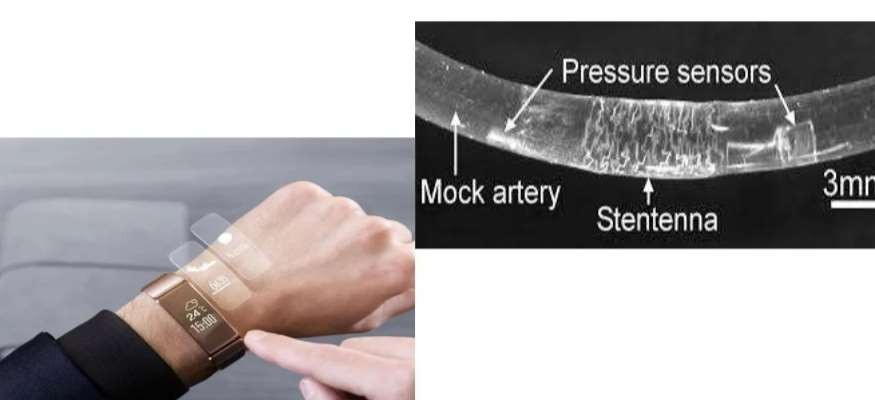 Pressure sensors
Mock artery
3mm
Stentenna
24°C
15:00